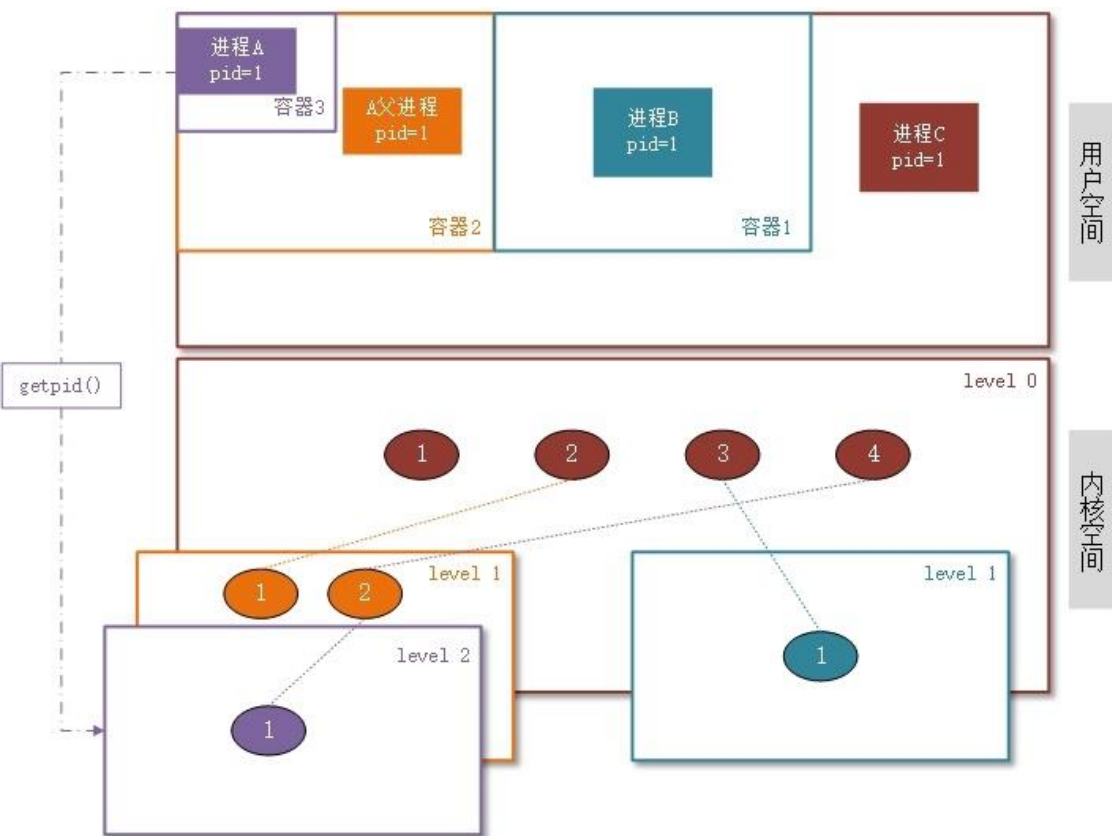 进程A
pid=1
容器3
A父进程
pid=1
容器2
进程B
pid=1
容器1
进程C
pid=1
用户空间
getpid()
level 0
1
2
3
4
内核空间
level 1
1
2
level 1
1
level 2
1